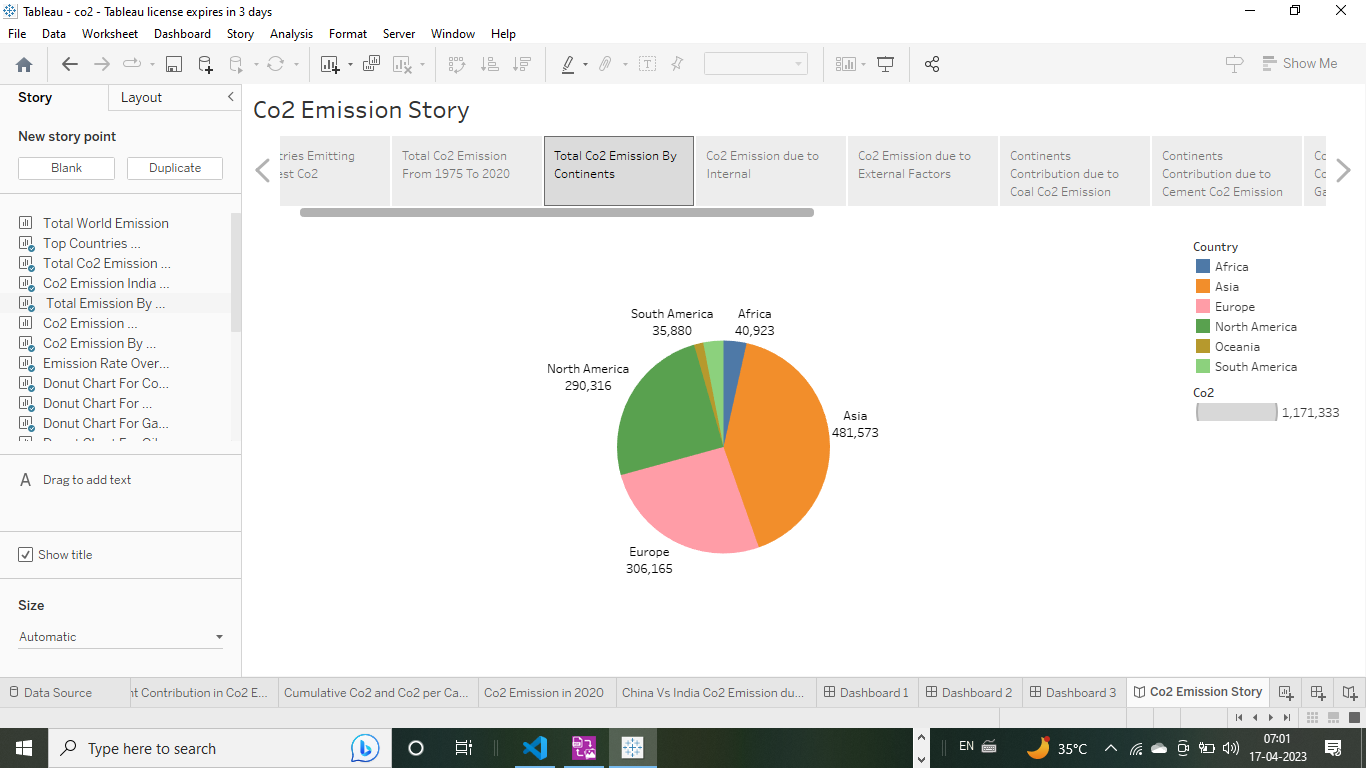 Tableau - co2 - Tableau license expires in 3 days
File Data Worksheet Dashboard Story Analysis Format Server Window Help
Show Me
Story Layout
New story point
Blank Duplicate
Total World Emission
Top Countries ...
Total Co2 Emission ...
Co2 Emission India ...
Total Emission By ...
Co2 Emission ...
Co2 Emission By ...
Emission Rate Over...
Donut Chart For Co...
Donut Chart For ...
Donut Chart For Ga...
Drag to add text
Show title
Size
Automatic
Co2 Emission Story
tries Emitting
est Co2
Total Co2 Emission
From 1975 To 2020
Total Co2 Emission By
Continents
Co2 Emission due to
Internal
Co2 Emission due to
External Factors
Continents
Contribution due to
Coal Co2 Emission
Continents
Contribution due to
Cement Co2 Emission
Co
Co
Ga
South America
35,880
Africa
40,923
North America
290,316
Asia
481,573
Europe
306,165
Country
Africa
Asia
Europe
North America
Oceania
South America
Co2
1,171,333
Data Source nt Contribution in Co2 E... Cumulative Co2 and Co2 per Ca... Co2 Emission in 2020 China Vs India Co2 Emission du... Dashboard 1 Dashboard 2 Dashboard 3 Co2 Emission Story
Type here to search
EN
35°C
07:01
17-04-2023